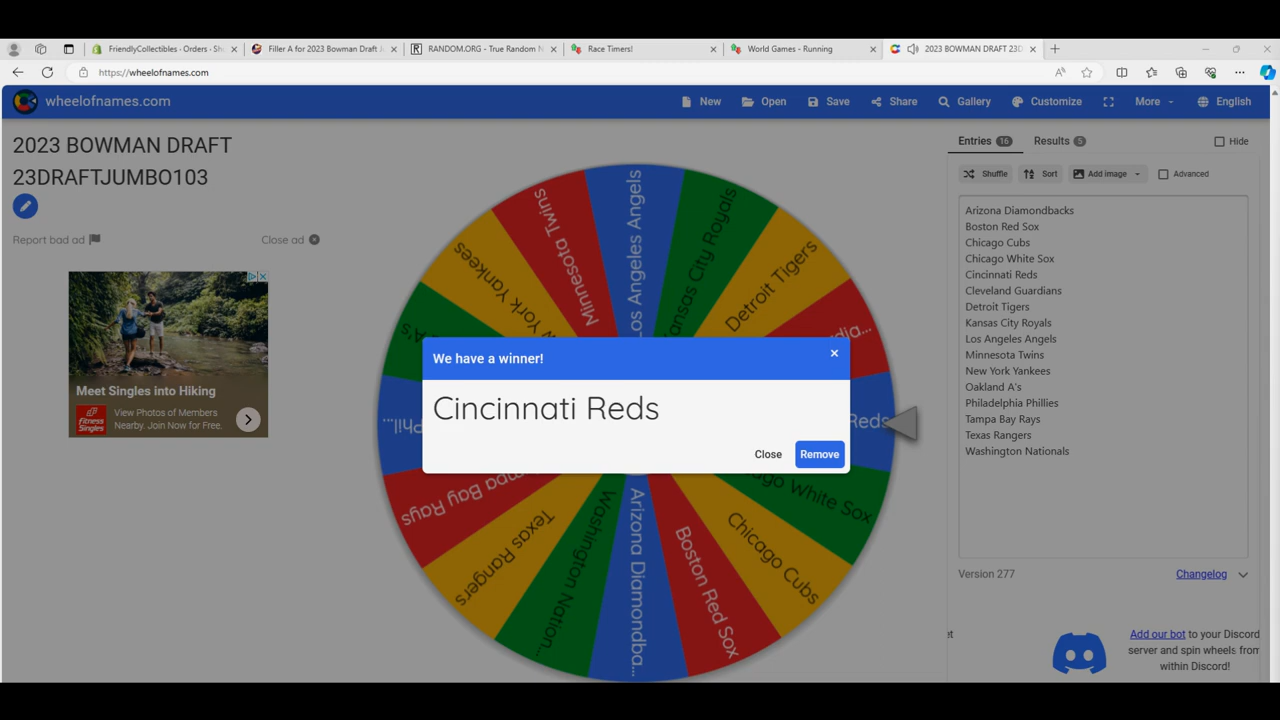 FriendlyCollectibles · Orders · Sh
Filler A for 2023 Bowman Draft J
RANDOM.ORG - True Random N
Race Timers!
World Games - Running
2023 BOWMAN DRAFT 23D
https://wheelofnames.com
wheelofnames.com
New
Open
Save
Share
Gallery
Customize
More
English
2023 BOWMAN DRAFT
23DRAFTJUMBO103
Report bad ad
Close ad
Meet Singles into Hiking
fitness
Singles
View Photos of Members
Nearby. Join Now for Free.
Minnesota Twins
Los Angeles Angels
Kansas City Royals
Detroit Tigers
dia...
Reds
ago White Sox
Chicago Cubs
Boston Red Sox
Arizona Diamondba...
Washington Nation...
Texas Rangers
mpa Bay Rays
Phil...
A's
w York Yankees
We have a winner!
Cincinnati Reds
Close
Remove
Entries 16
Results 5
Hide
Shuffle
Sort
Add image
Advanced
Arizona Diamondbacks
Boston Red Sox
Chicago Cubs
Chicago White Sox
Cincinnati Reds
Cleveland Guardians
Detroit Tigers
Kansas City Royals
Los Angeles Angels
Minnesota Twins
New York Yankees
Oakland A's
Philadelphia Phillies
Tampa Bay Rays
Texas Rangers
Washington Nationals
Version 277
Changelog
et
Add our bot to your Discord
server and spin wheels from
within Discord!